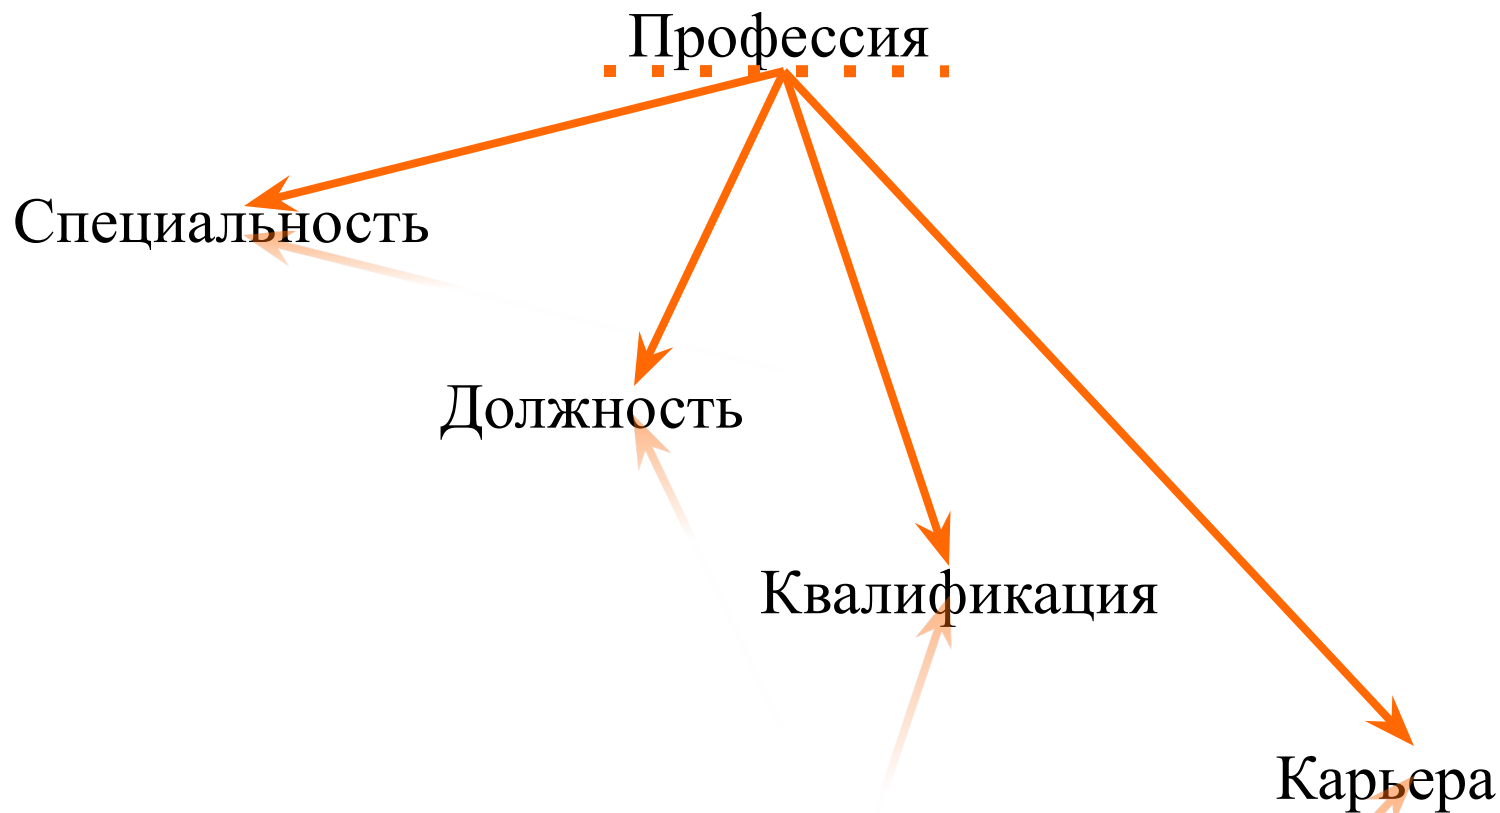 Профессия
Специальность
Должность
Квалификация
Карьера